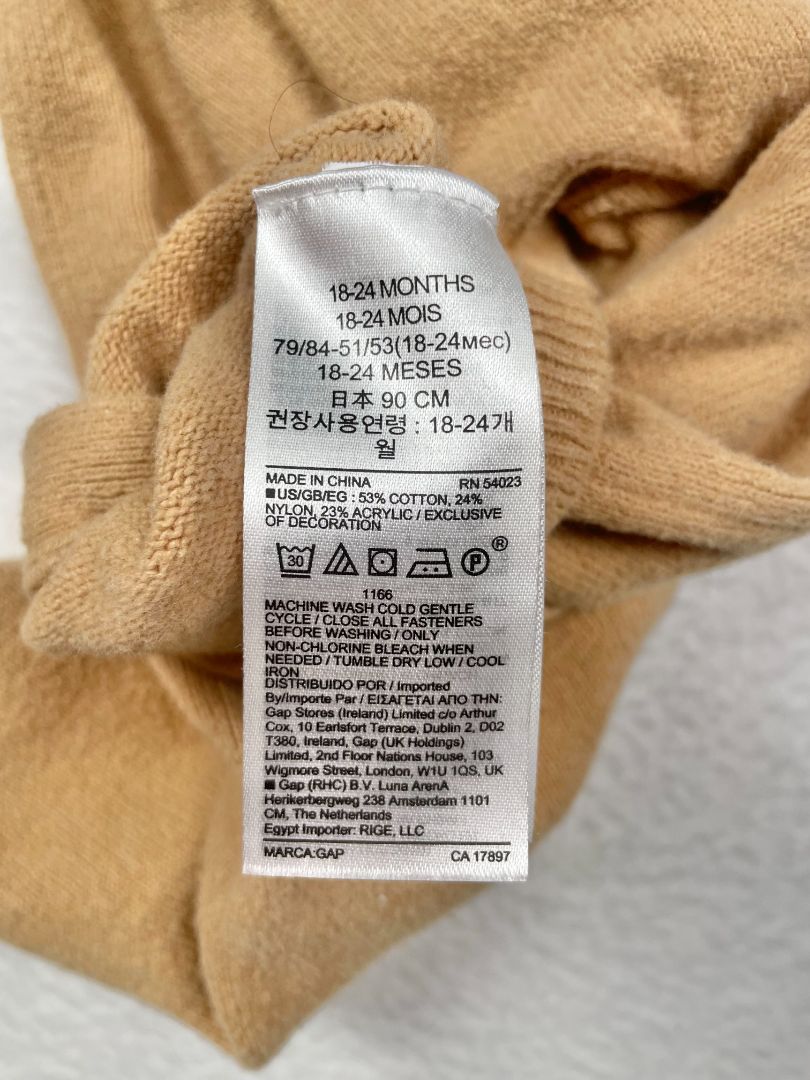 18-24 MONTHS
18-24 MOIS
79/84-51/53(18-24мес)
18-24 MESES
日本 90 CM
권장사용연령 : 18-24개
월
MADE IN CHINA RN 54023
■US/GB/EG : 53% COTTON, 24%
NYLON, 23% ACRYLIC / EXCLUSIVE
OF DECORATION
30 P ®
1166
MACHINE WASH COLD GENTLE
CYCLE / CLOSE ALL FASTENERS
BEFORE WASHING / ONLY
NON-CHLORINE BLEACH WHEN
NEEDED / TUMBLE DRY LOW / COOL
IRON
DISTRIBUIDO POR / Imported
By/Importe Par / ΕΙΣΑΓΕΤΑΙ ΑΠΟ ΤΗΝ:
Gap Stores (Ireland) Limited c/o Arthur
Cox, 10 Earlsfort Terrace, Dublin 2, D02
T380, Ireland, Gap (UK Holdings)
Limited, 2nd Floor Nations House, 103
Wigmore Street, London, W1U 1QS, UK
■ Gap (RHC) B.V. Luna ArenA
Herikerbergweg 238 Amsterdam 1101
CM, The Netherlands
Egypt Importer: RIGE, LLC
MARCA:GAP CA 17897